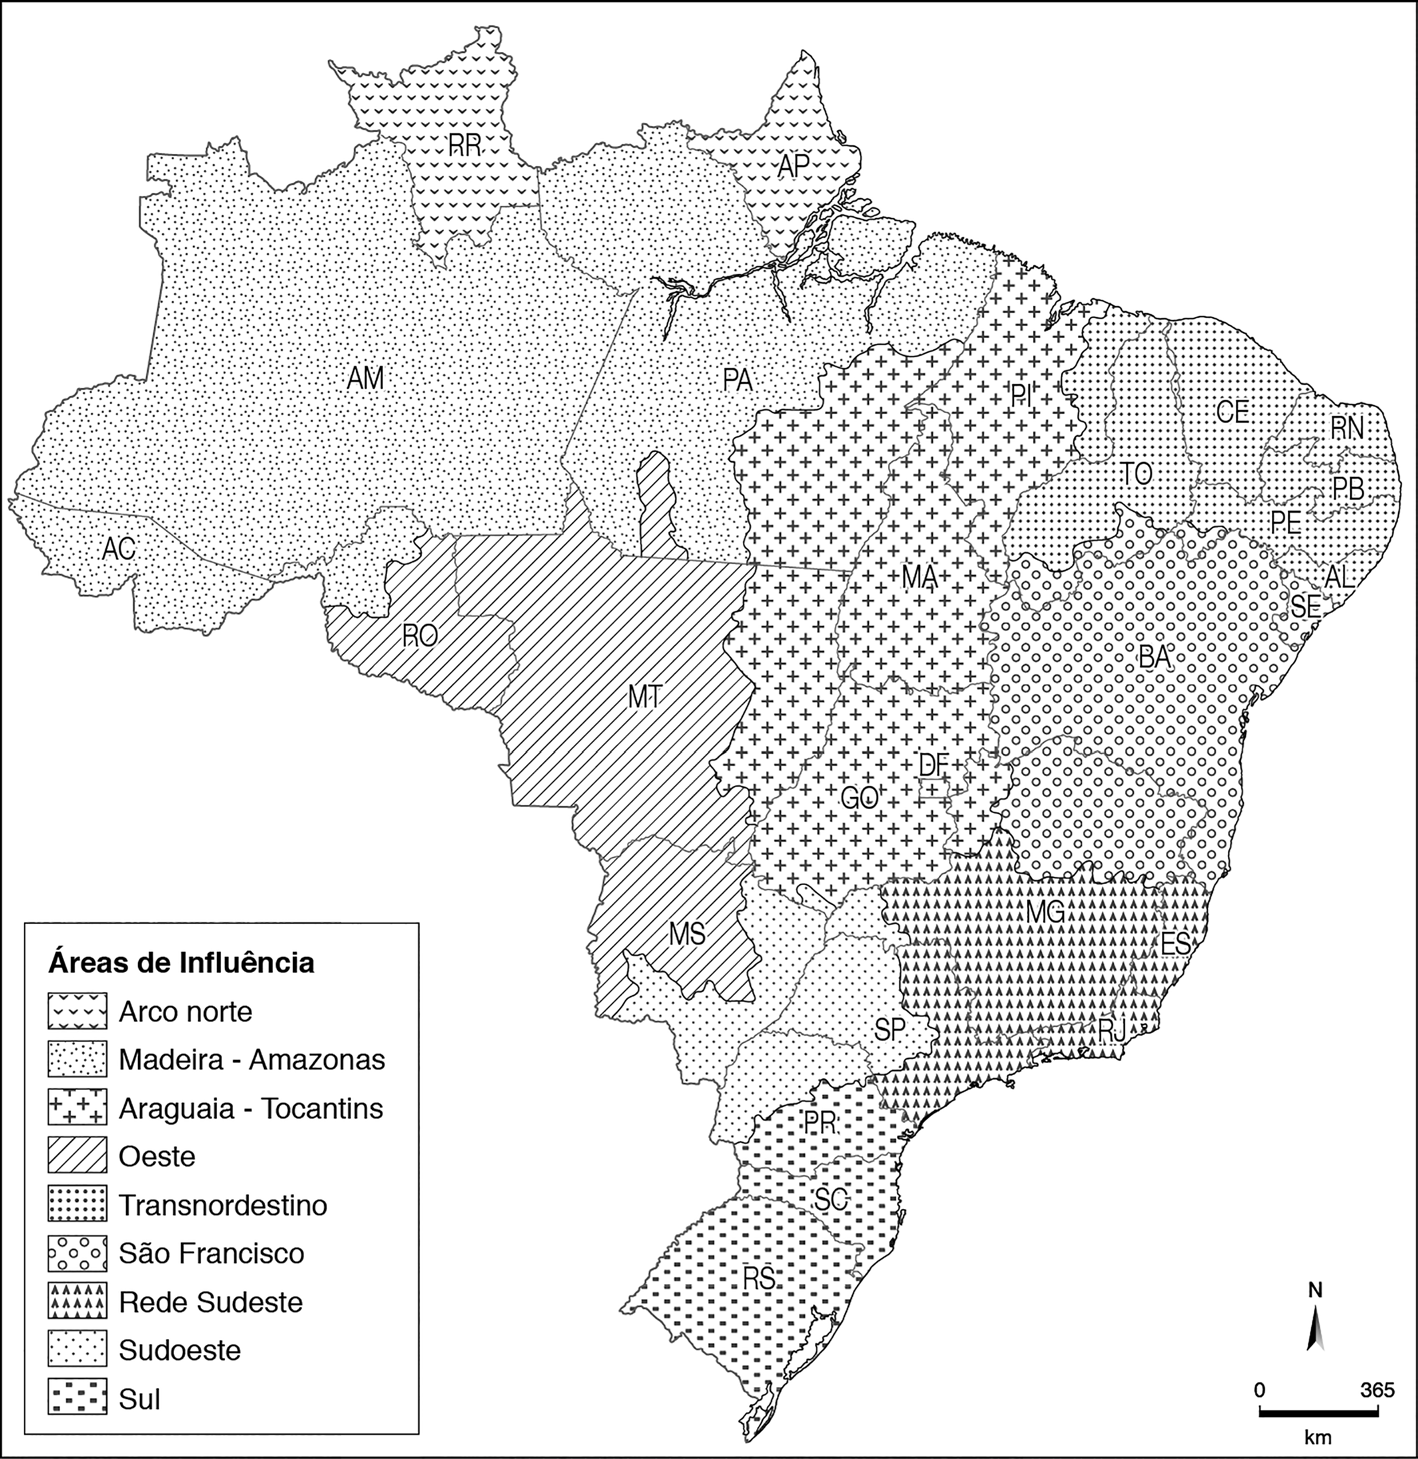 RR
AP
AM
PA
PI
CE
RN
TO
PB
PE
AC
MA
AL
SE
RO
BA
MT
DF
GO
MG
MS
ES
SP
RJ
PR
SC
RS
Áreas de Influência
Arco norte
Madeira - Amazonas
Araguaia - Tocantins
Oeste
Transnordestino
São Francisco
Rede Sudeste
Sudoeste
Sul
N
0 365
km